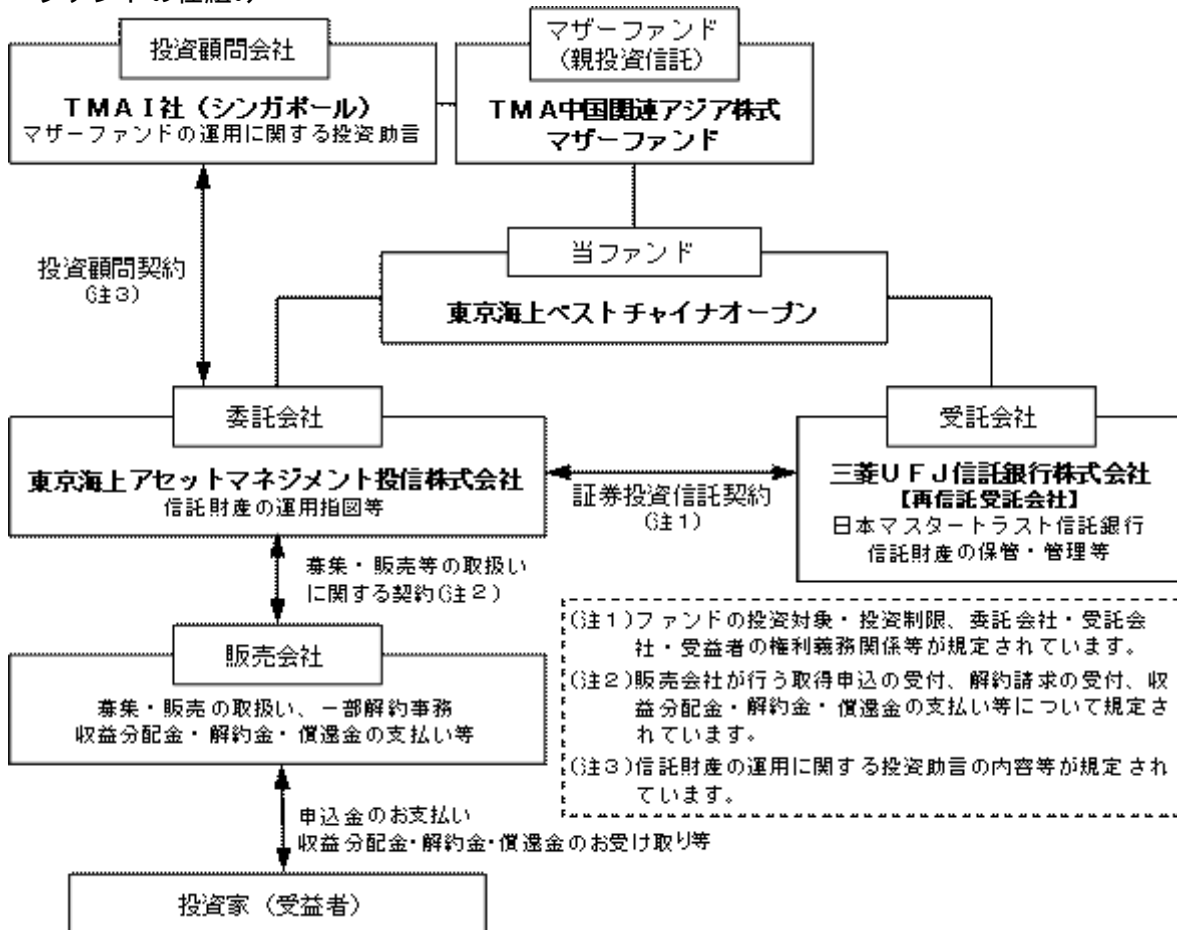 ファンドの仕組み
投資顧問会社
ＴＭＡＩ社（シンガポール）
マザーファンドの運用に関する投資助言
マザーファンド
（親投資信託）
ＴＭＡ中国関連アジア株式
マザーファンド
当ファンド
東京海上ベストチャイナオープン
投資顧問契約
(注３)
委託会社
東京海上アセットマネジメント投信株式会社
信託財産の運用指図等
証券投資信託契約
(注１)
受託会社
三菱ＵＦＪ信託銀行株式会社
【再信託受託会社】
日本マスタートラスト信託銀行
信託財産の保管・管理等
募集・販売等の取扱い
に関する契約(注２)
販売会社
募集・販売の取扱い、一部解約事務
収益分配金・解約金・償還金の支払い等
(注１)ファンドの投資対象・投資制限、委託会社・受託会
社・受益者の権利義務関係等が規定されています。
(注２)販売会社が行う取得申込の受付、解約請求の受付、収
益分配金・解約金・償還金の支払い等について規定さ
れています。
(注３)信託財産の運用に関する投資助言の内容等が規定され
ています。
申込金のお支払い
収益分配金・解約金・償還金のお受け取り等
投資家（受益者）